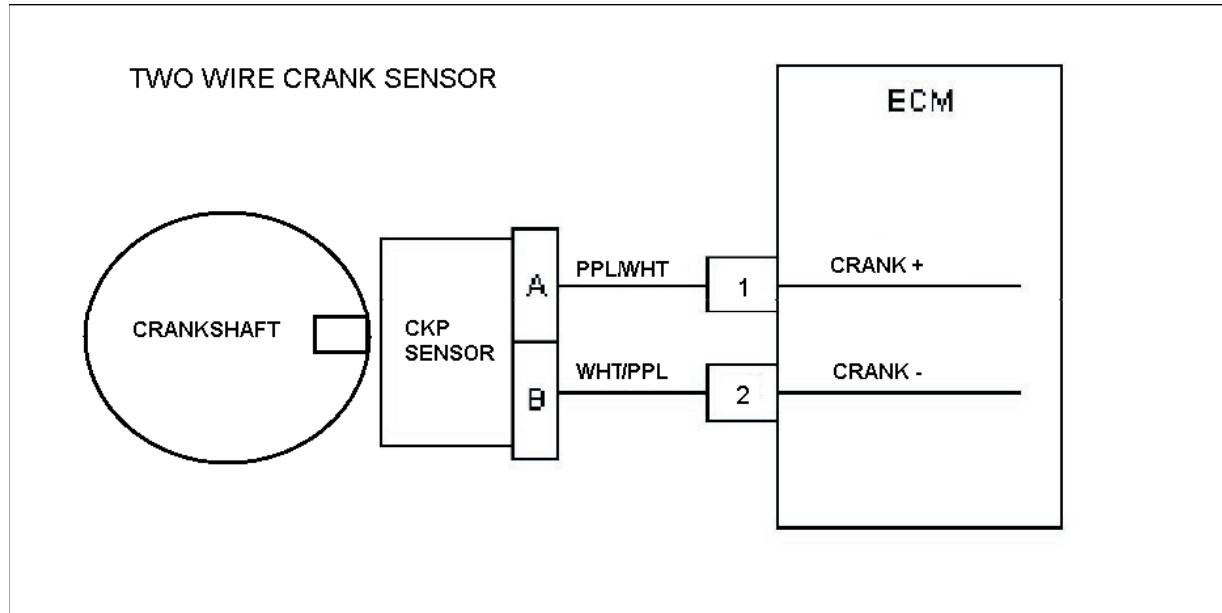 TWO WIRE CRANK SENSOR
ECM
CRANKSHAFT
CKP
SENSOR
A
B
PPL/WHT
WHT/PPL
1
2
CRANK +
CRANK -